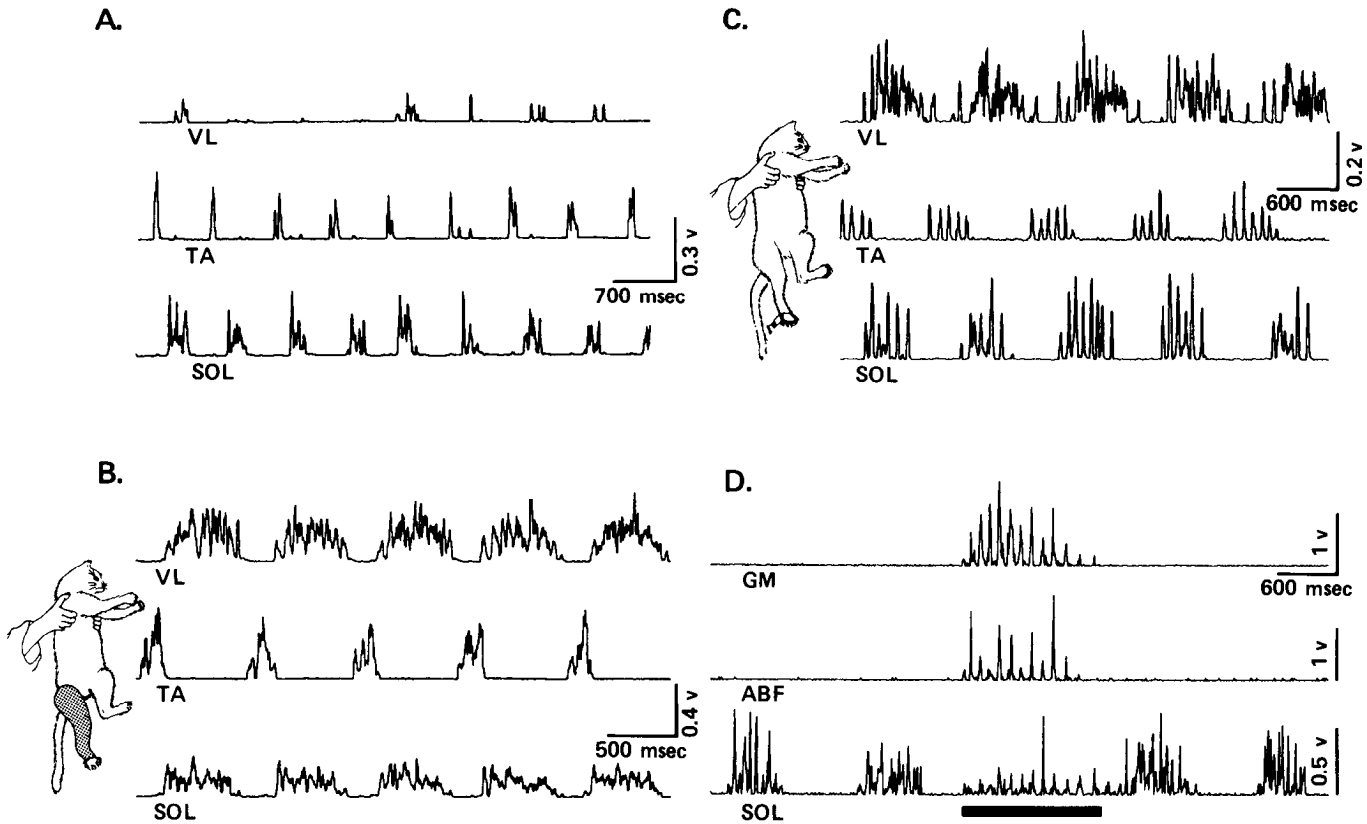 A.
VL
TA
0.3 v
700 msec
SOL
B.
VL
TA
0.4 v
500 msec
SOL
C.
VL
0.2 v
600 msec
TA
SOL
D.
1 v
GM
600 msec
1 v
ABF
0.5 v
SOL